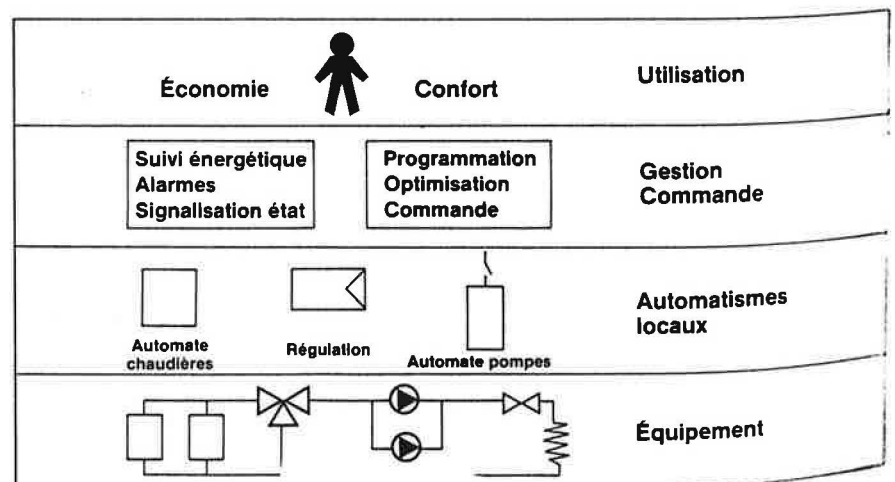 Économie
Confort
Utilisation
Suivi énergétique
Alarmes
Signalisation état
Programmation
Optimisation
Commande
Gestion
Commande
Automate
chaudières
Régulation
Automate pompes
Automatismes
locaux
Équipement